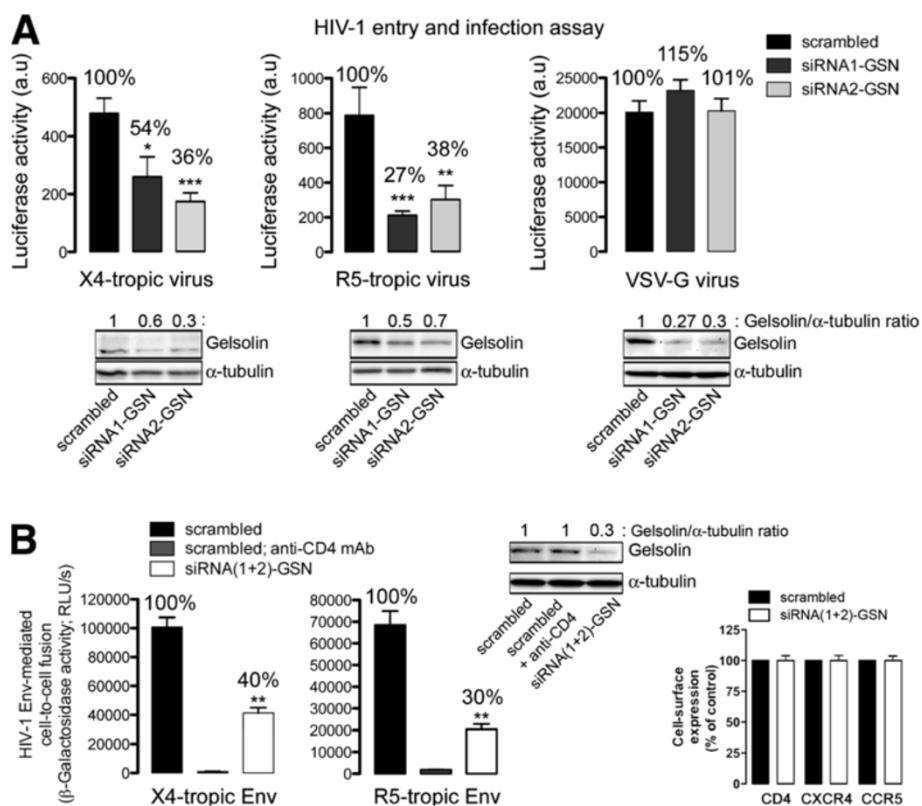 A
HIV-1 entry and infection assay
scrambled
siRNA1-GSN
siRNA2-GSN
Luciferase activity (a.u)
600
400
200
0
100%
54%
*
36%
***
X4-tropic virus
Luciferase activity (a.u)
1000
800
600
400
200
0
100%
27%
***
38%
**
R5-tropic virus
Luciferase activity (a.u)
25000
20000
15000
10000
5000
0
100%
115%
101%
VSV-G virus
1 0.6 0.3 :
Gelsolin
α-tubulin
scrambled
siRNA1-GSN
siRNA2-GSN
1 0.5 0.7
Gelsolin
α-tubulin
scrambled
siRNA1-GSN
siRNA2-GSN
1 0.27 0.3 : Gelsolin/α-tubulin ratio
Gelsolin
α-tubulin
scrambled
siRNA1-GSN
siRNA2-GSN
B
scrambled
scrambled; anti-CD4 mAb
siRNA(1+2)-GSN
HIV-1 Env-mediated
cell-to-cell fusion
(β-Galactosidase activity; RLU/s)
120000
100000
80000
60000
40000
20000
0
100%
40%
**
X4-tropic Env
80000
70000
60000
50000
40000
30000
20000
10000
0
100%
30%
**
R5-tropic Env
1 1 0.3 : Gelsolin/α-tubulin ratio
Gelsolin
α-tubulin
scrambled
scrambled
+ anti-CD4
siRNA(1+2)-GSN
scrambled
siRNA(1+2)-GSN
Cell-surface
expression
(% of control)
125
100
75
50
25
0
CD4 CXCR4 CCR5